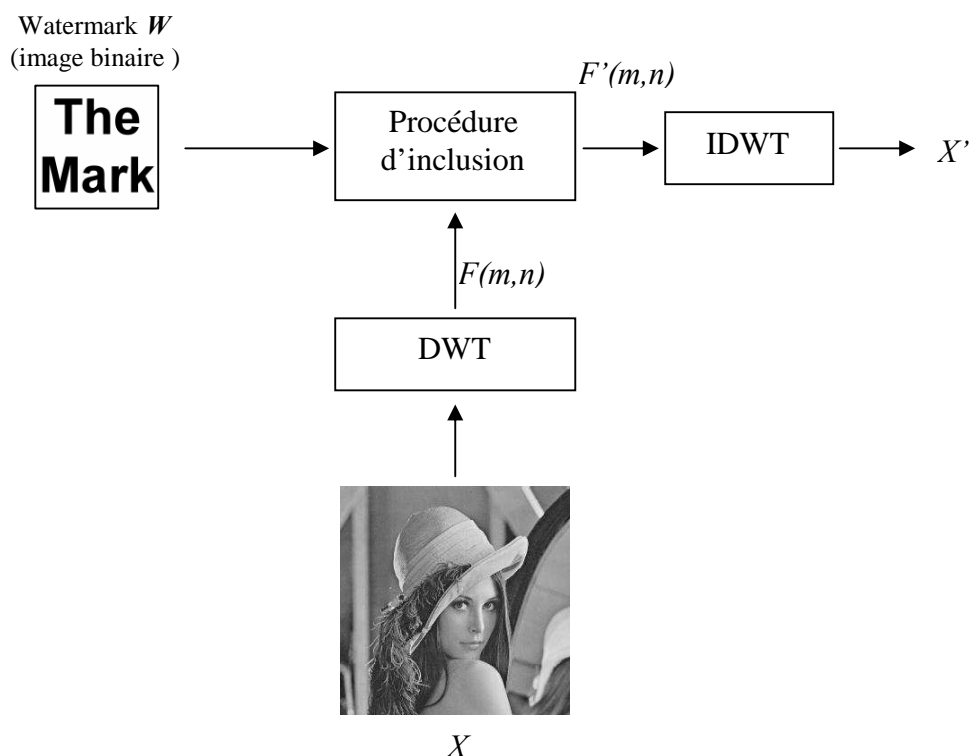 Watermark W
(image binaire )
The
Mark
Procédure
d’inclusion
F’(m,n)
IDWT
X’
F(m,n)
DWT
X